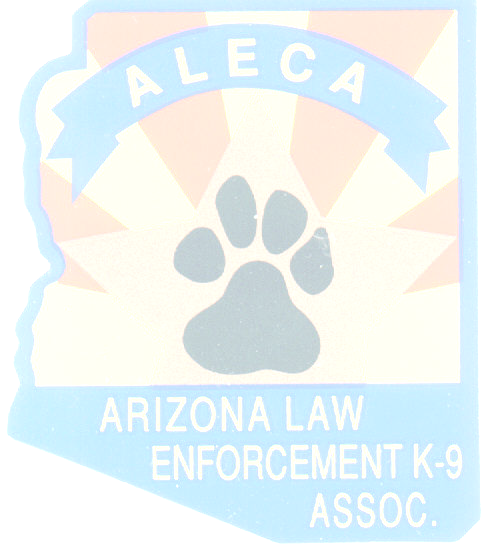 ALECA
ARIZONA LAW
ENFORCEMENT K-9
ASSOC.